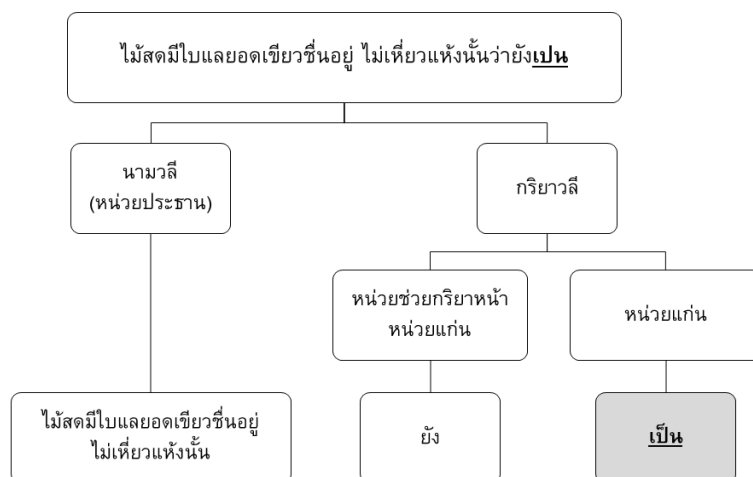 ไม้สดมีใบแลยอดเขียวชื่นอยู่ ไม่เหี่ยวแห้งนั้นว่ายังเปน
นามวลี
(หน่วยประธาน)
กริยาวลี
หน่วยช่วยกริยาหน้า
หน่วยแก่น
หน่วยแก่น
ไม้สดมีใบแลยอดเขียวชื่นอยู่
ไม่เหี่ยวแห้งนั้น
ยัง
เป็น